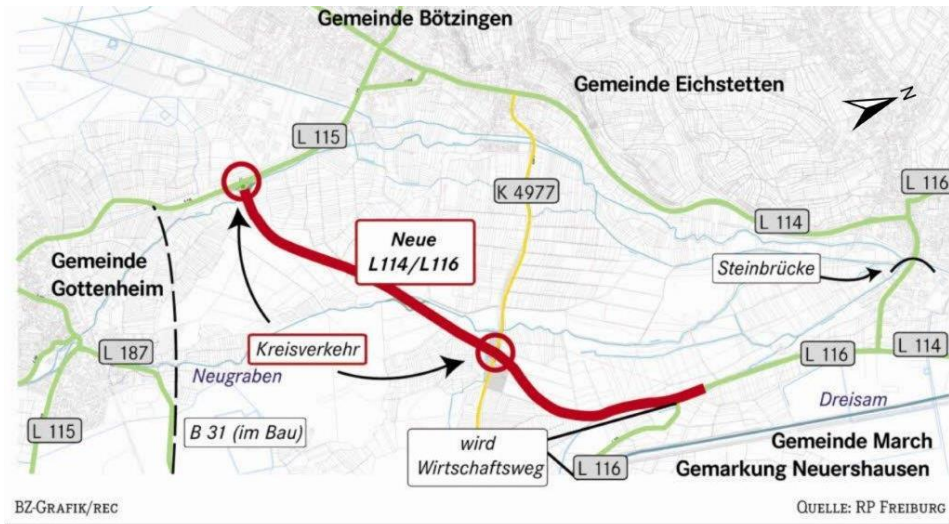 Gemeinde Bötzingen
Gemeinde Eichstetten
N
L 115
K 4977
L 116
L 114
Neue
L114/L116
Gemeinde
Gottenheim
Steinbrücke
Kreisverkehr
L 187
L 116
L 114
Neugraben
Dreisam
L 115
B 31 (im Bau)
wird
Wirtschaftsweg
L 116
Gemeinde March
Gemarkung Neuershausen
BZ-Grafik/rec
Quelle: RP Freiburg